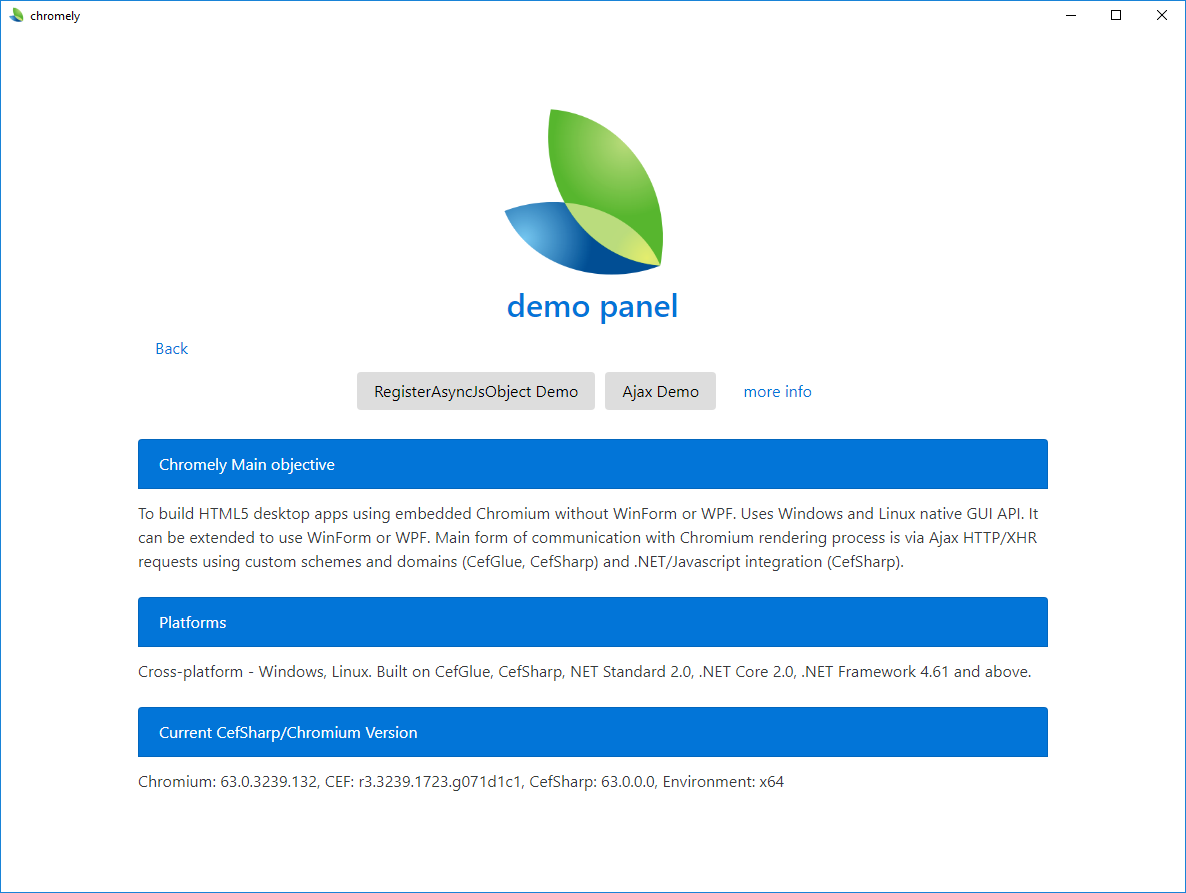 chromely
demo panel
Back
RegisterAsyncJsObject Demo
Ajax Demo
more info
Chromely Main objective
To build HTML5 desktop apps using embedded Chromium without WinForm or WPF. Uses Windows and Linux native GUI API. It
can be extended to use WinForm or WPF. Main form of communication with Chromium rendering process is via Ajax HTTP/XHR
requests using custom schemes and domains (CefGlue, CefSharp) and .NET/Javascript integration (CefSharp).
Platforms
Cross-platform - Windows, Linux. Built on CefGlue, CefSharp, NET Standard 2.0, .NET Core 2.0, .NET Framework 4.61 and above.
Current CefSharp/Chromium Version
Chromium: 63.0.3239.132, CEF: r3.3239.1723.g071d1c1, CefSharp: 63.0.0.0, Environment: x64